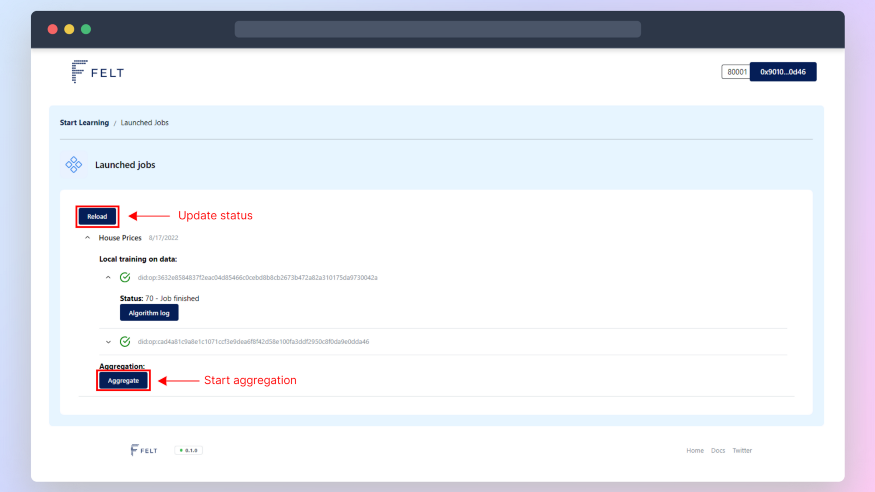 FELT
80001 0x9010...0d46
Start Learning / Launched Jobs
Launched jobs
Reload Update status
House Prices 8/17/2022
Local training on data:
did:op:3632e8584837f2eac04d85466c0cebd8b8cb2673b472a82a310175da9730042a
Status: 70 - Job finished
Algorithm log
did:op:cad4a81c9a8e1c1071ccf3e9dea6f8f42d58e100fa3ddf2950c8f0da9e0dda46
Aggregation:
Aggregate Start aggregation
FELT 0.1.0 Home Docs Twitter